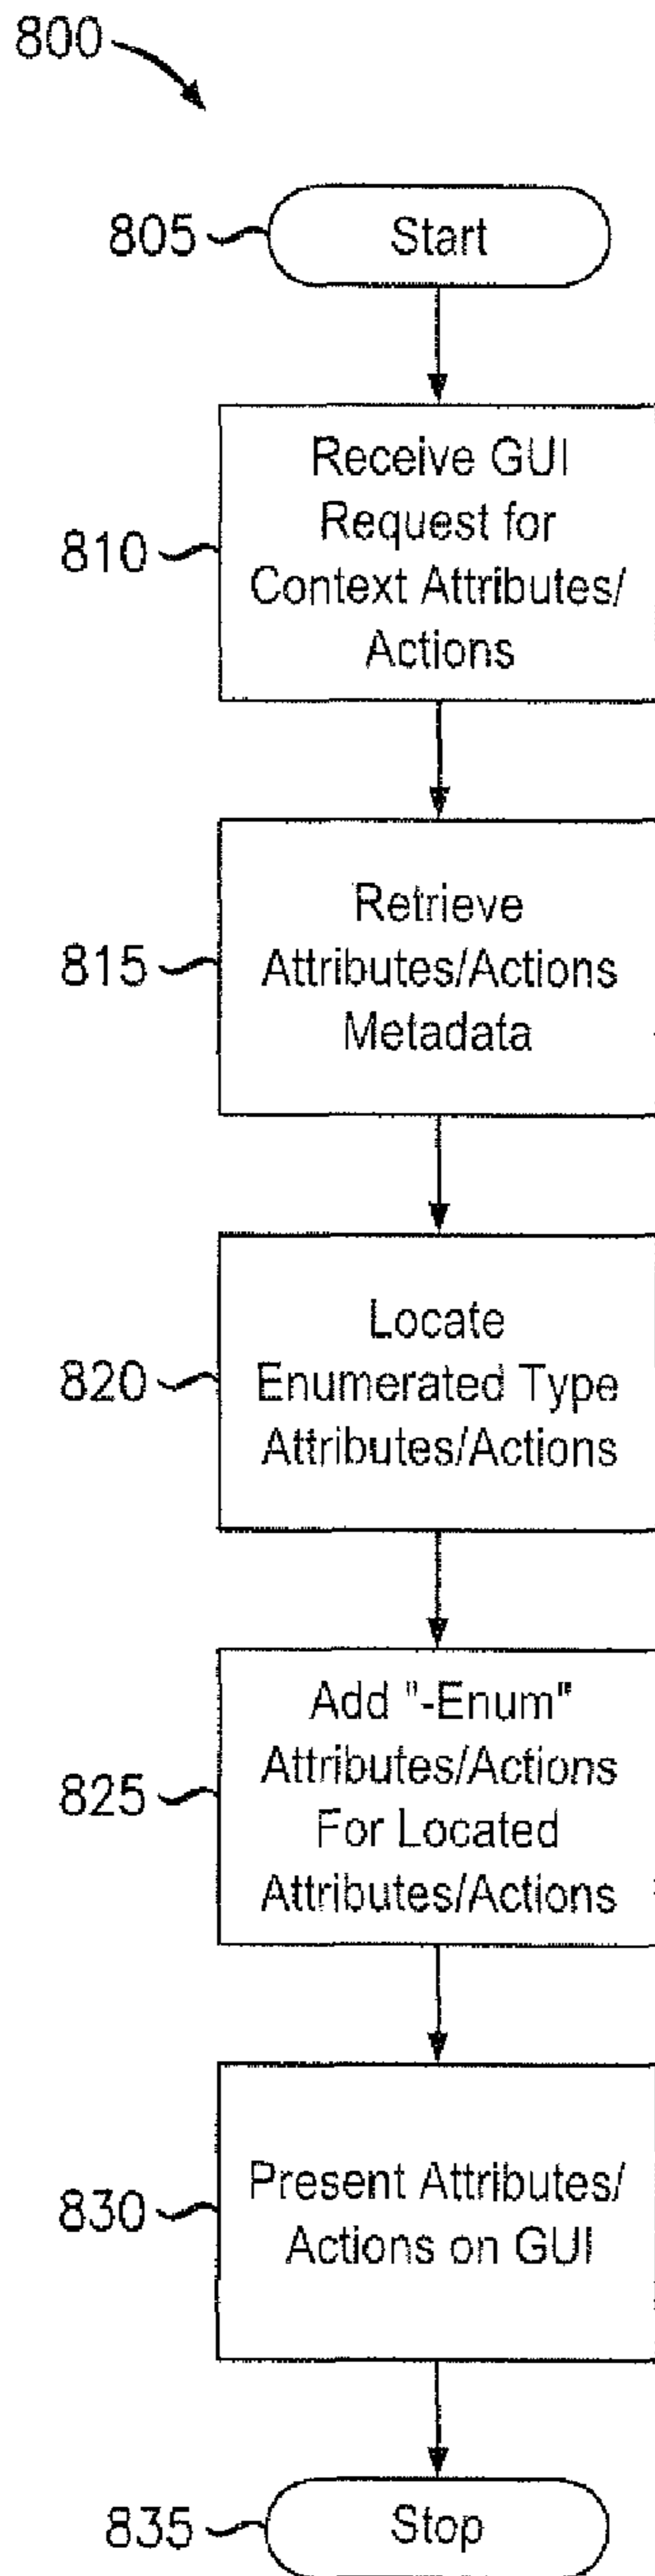 800
805
Start
810
Receive GUI
Request for
Context Attributes/
Actions
815
Retrieve
Attributes/Actions
Metadata
820
Locate
Enumerated Type
Attributes/Actions
825
Add "-Enum"
Attributes/Actions
For Located
Attributes/Actions
830
Present Attributes/
Actions on GUI
835
Stop